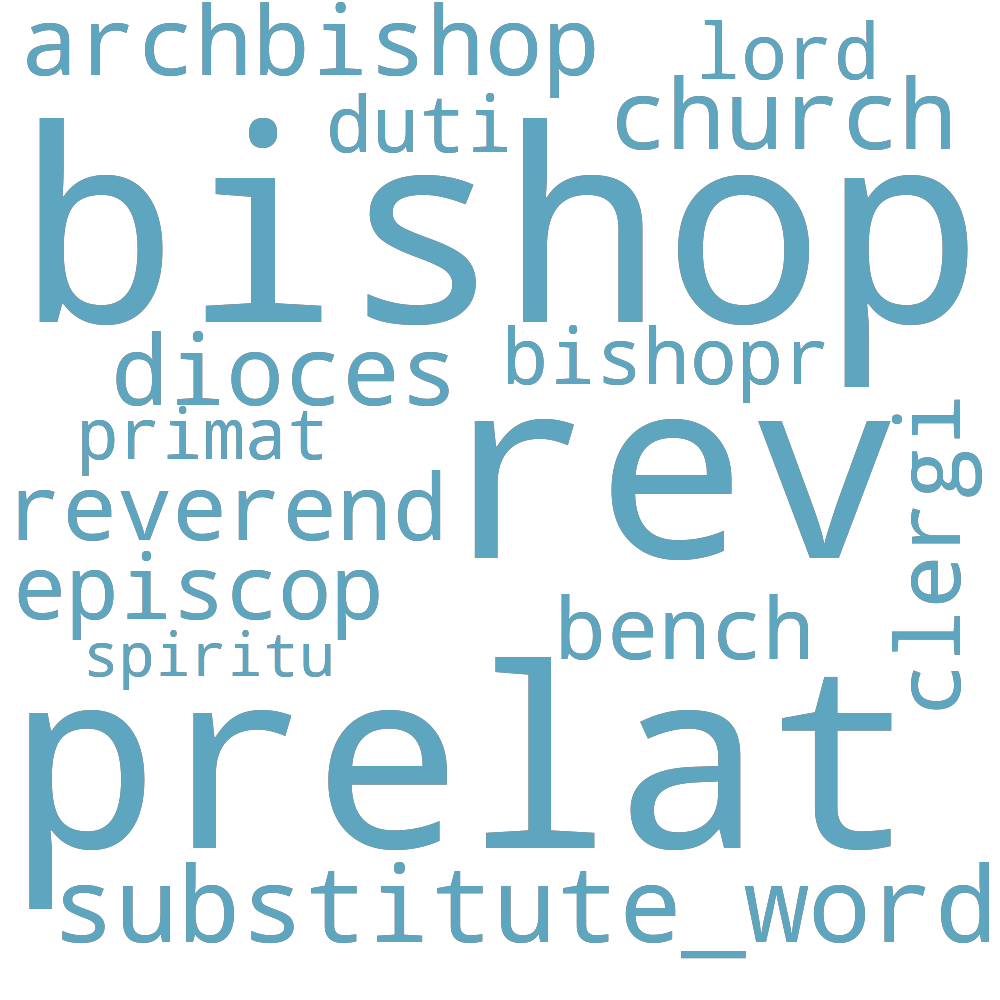 archbishop
lord
duti
church
bishop
dioces
bishopr
primat
rev
clergi
reverend
episcop
bench
spiritu
prelat
substitute_word